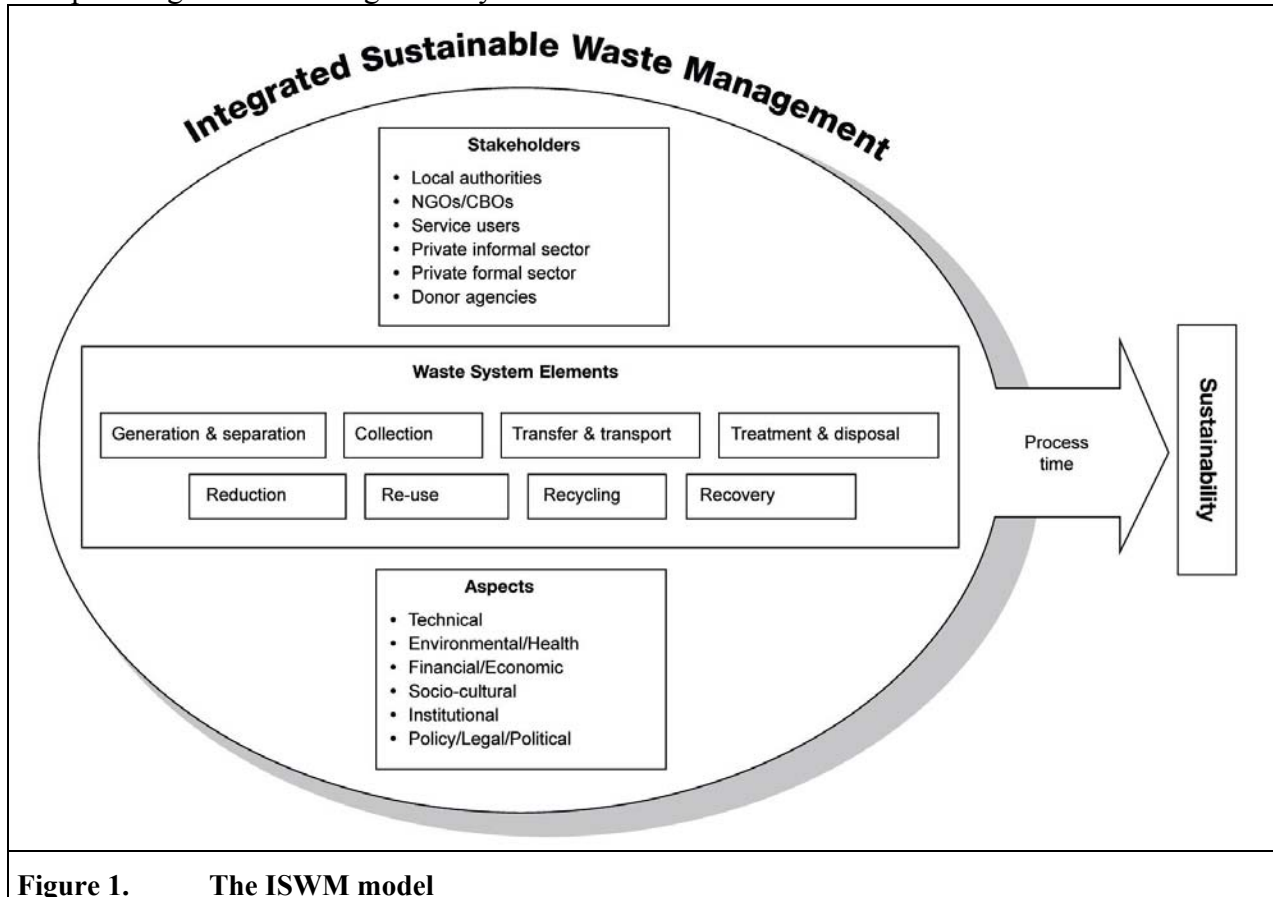 Integrated Sustainable Waste Management
Stakeholders
• Local authorities
• NGOs/CBOs
• Service users
• Private informal sector
• Private formal sector
• Donor agencies
Waste System Elements
Generation & separation
Collection
Transfer & transport
Treatment & disposal
Reduction
Re-use
Recycling
Recovery
Aspects
• Technical
• Environmental/Health
• Financial/Economic
• Socio-cultural
• Institutional
• Policy/Legal/Political
Process
time
Sustainability
Figure 1. The ISWM model